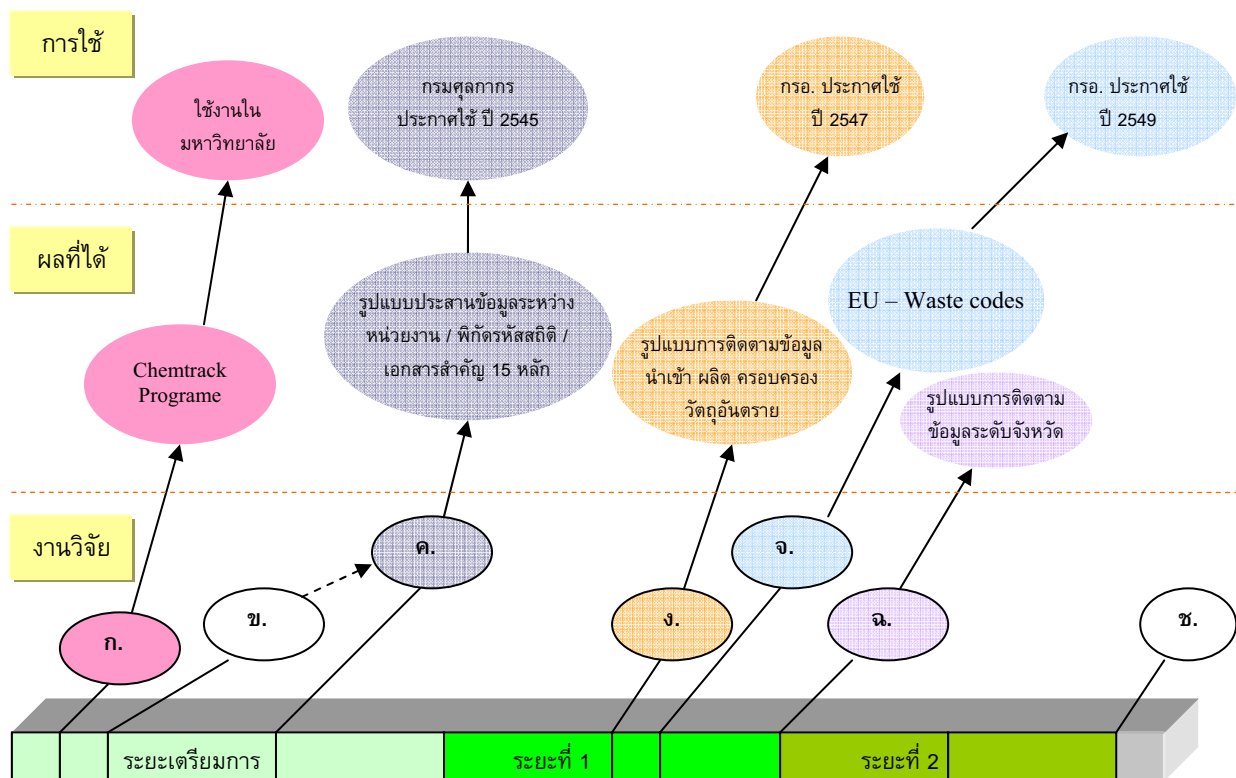 การใช้
ใช้งานใน
มหาวิทยาลัย
กรมศุลกากร
ประกาศใช้ ปี 2545
กรอ. ประกาศใช้
ปี 2547
กรอ. ประกาศใช้
ปี 2549
ผลที่ได้
Chemtrack
Programe
รูปแบบประสานข้อมูลระหว่าง
หน่วยงาน / พิกัดรหัสสถิติ /
เอกสารสำคัญ 15 หลัก
รูปแบบการติดตามข้อมูล
นำเข้า ผลิต ครอบครอง
วัตถุอันตราย
EU – Waste codes
รูปแบบการติดตาม
ข้อมูลระดับจังหวัด
งานวิจัย
ก.
ข.
ค.
ง.
จ.
ฉ.
ช.
ระยะเตรียมการ
ระยะที่ 1
ระยะที่ 2